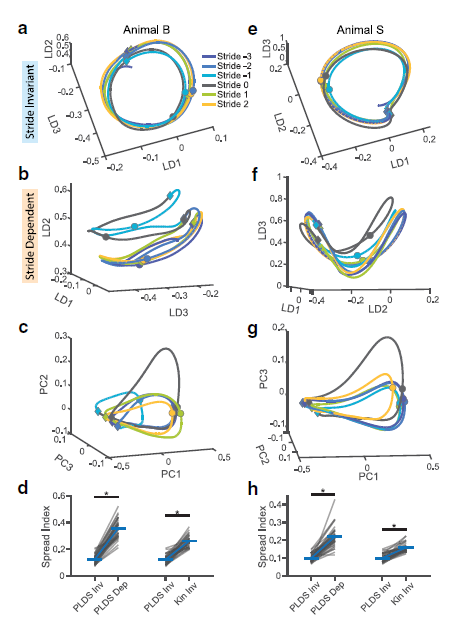 a Animal B
LD2
0.6
0.5
0.4
-0.1
-0.2
-0.3
-0.4
-0.5
LD3
-0.2
-0.1
0
0.1
LD1
Stride Invariant
Stride -3
Stride -2
Stride -1
Stride 0
Stride 1
Stride 2
e Animal S
LD3
1
0.5
0.2
0
-0.2
-0.4
LD2
-0.4
-0.2
0
0.2
LD1
b
LD2
0.6
0.5
0.4
0.3
-0.2
-0.1
0
LD1
-0.4
-0.3
-0.2
LD3
Stride Dependent
f
LD3
0.8
0.6
0.4
0.2
0
LD1
0
-0.4
-0.2
0
0.2
LD2
c
PC2
0.3
0.2
0.1
0
-0.1
0.1
0
-0.1
PC3
-0.5
0
0.5
PC1
g
PC3
0.2
0.1
0
-0.1
-0.1
0
0.1
PC2
-0.5
0
0.5
PC1
d
Spread Index
0.6
0.4
0.2
0
*
*
PLDS Inv
PLDS Dep
PLDS Inv
Kin Inv
h
Spread Index
0.4
0.3
0.2
0.1
0
*
*
PLDS Inv
PLDS Dep
PLDS Inv
Kin Inv